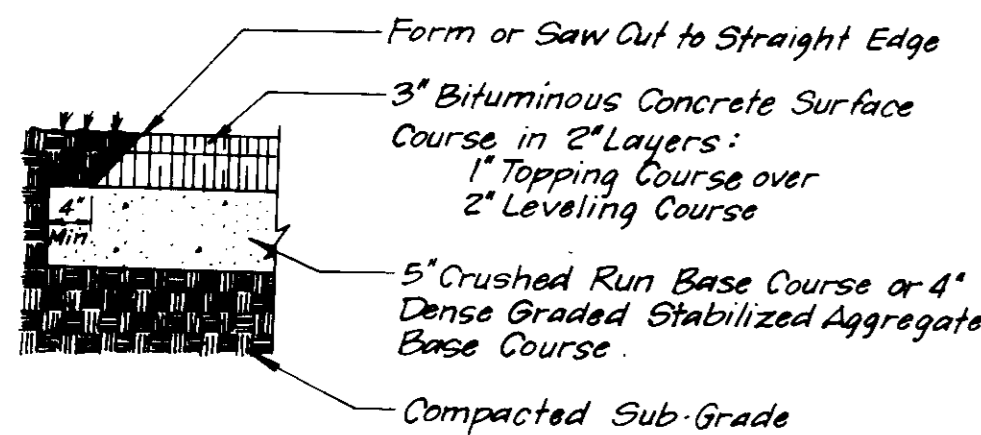 Form or Saw Cut to Straight Edge
3" Bituminous Concrete Surface
Course in 2" Layers:
1" Topping Course over
2" Leveling Course
4"
Min
5" Crushed Run Base Course or 4"
Dense Graded Stabilized Aggregate
Base Course.
Compacted Sub-Grade